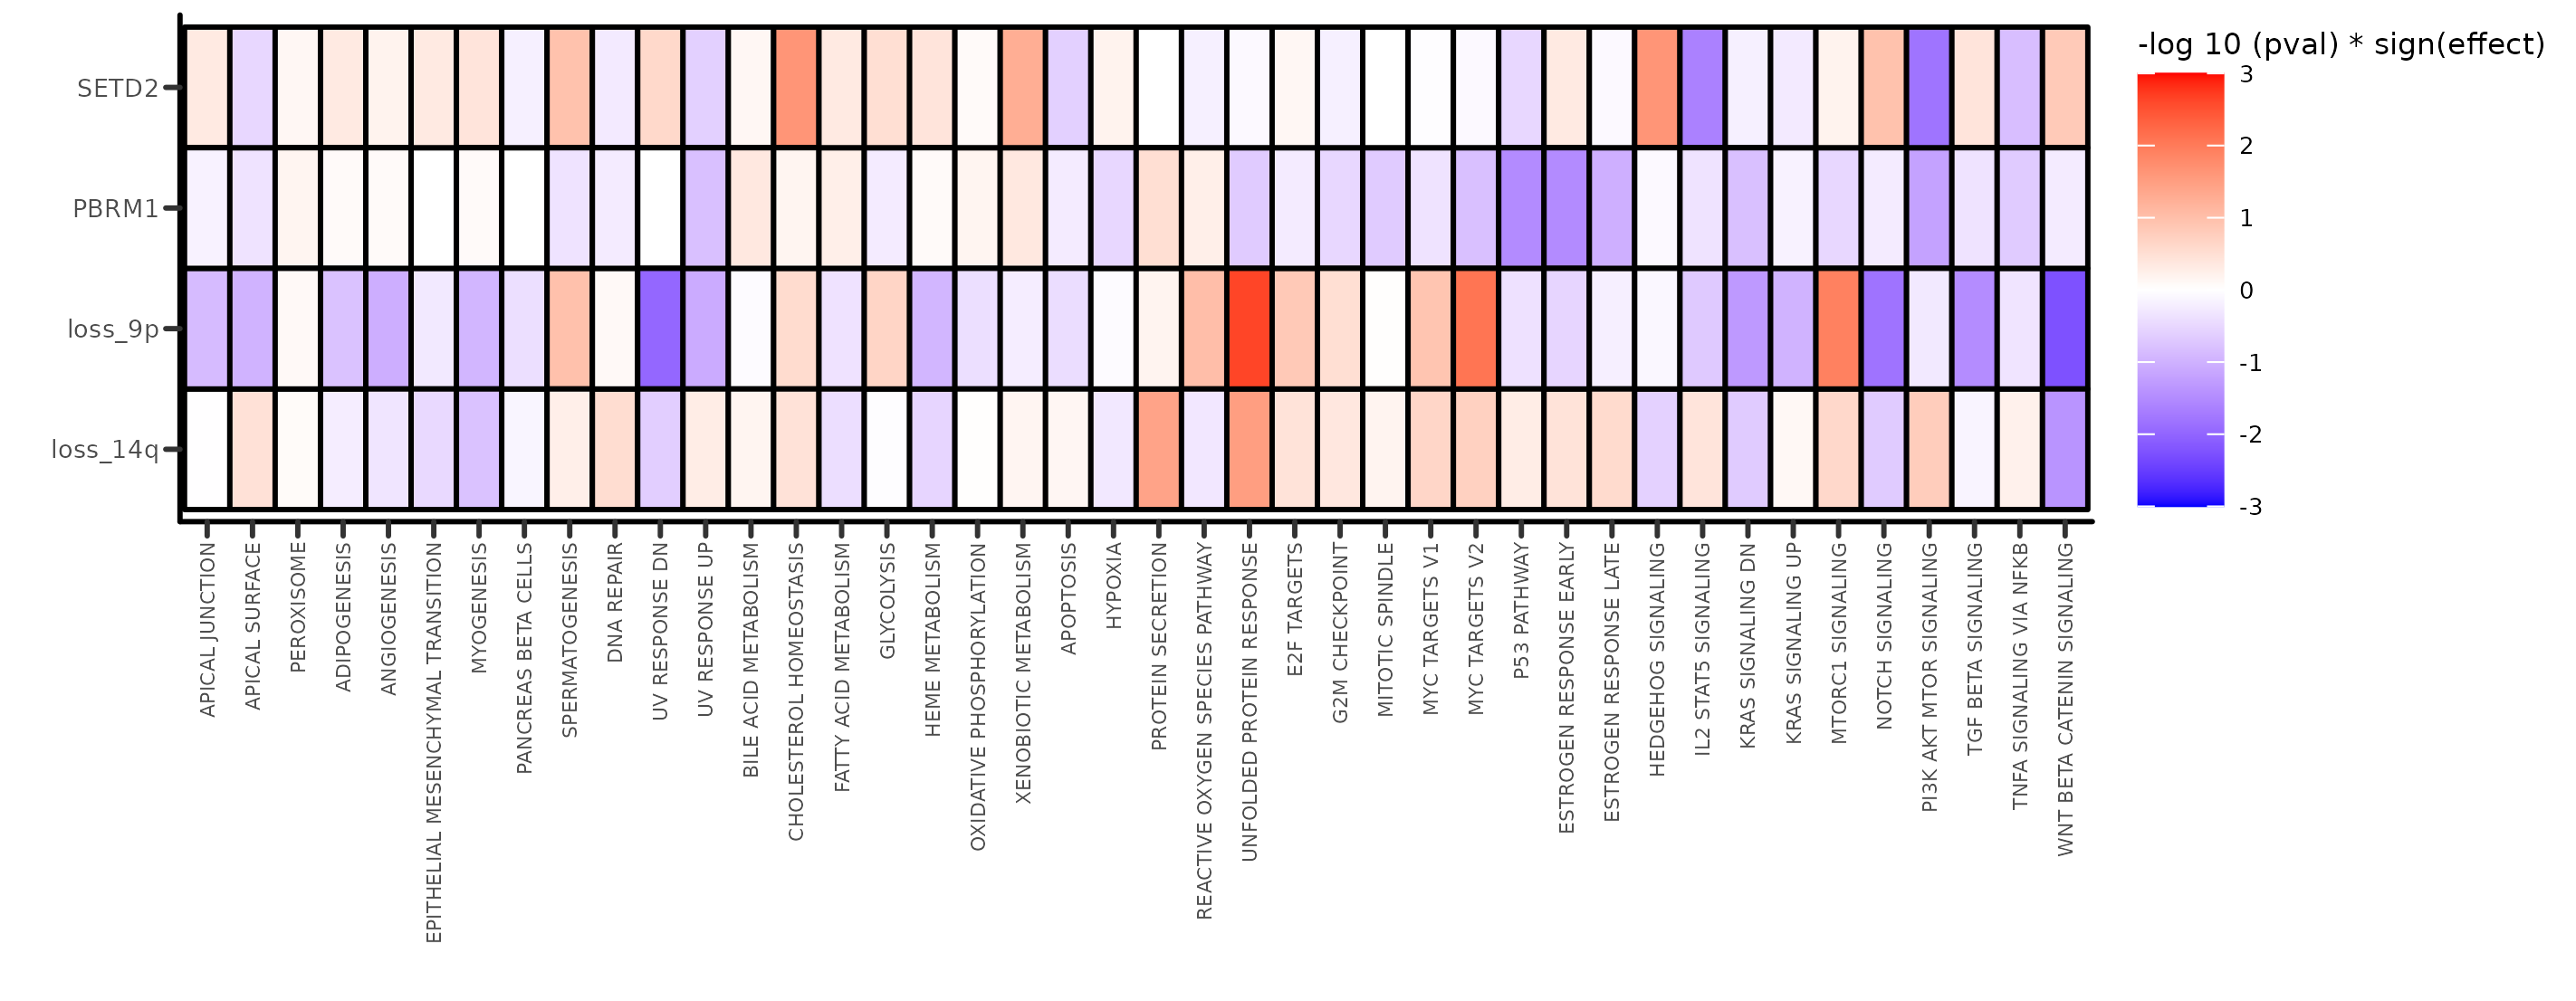 -log 10 (pval) * sign(effect)
3
2
1
0
-1
-2
-3
SETD2
PBRM1
loss_9p
loss_14q
APICAL JUNCTION
APICAL SURFACE
PEROXISOME
ADIPOGENESIS
ANGIOGENESIS
EPITHELIAL MESENCHYMAL TRANSITION
MYOGENESIS
PANCREAS BETA CELLS
SPERMATOGENESIS
DNA REPAIR
UV RESPONSE DN
UV RESPONSE UP
BILE ACID METABOLISM
CHOLESTEROL HOMEOSTASIS
FATTY ACID METABOLISM
GLYCOLYSIS
HEME METABOLISM
OXIDATIVE PHOSPHORYLATION
XENOBIOTIC METABOLISM
APOPTOSIS
HYPOXIA
PROTEIN SECRETION
REACTIVE OXYGEN SPECIES PATHWAY
UNFOLDED PROTEIN RESPONSE
E2F TARGETS
G2M CHECKPOINT
MITOTIC SPINDLE
MYC TARGETS V1
MYC TARGETS V2
P53 PATHWAY
ESTROGEN RESPONSE EARLY
ESTROGEN RESPONSE LATE
HEDGEHOG SIGNALING
IL2 STAT5 SIGNALING
KRAS SIGNALING DN
KRAS SIGNALING UP
MTORC1 SIGNALING
NOTCH SIGNALING
PI3K AKT MTOR SIGNALING
TGF BETA SIGNALING
TNFA SIGNALING VIA NFKB
WNT BETA CATENIN SIGNALING